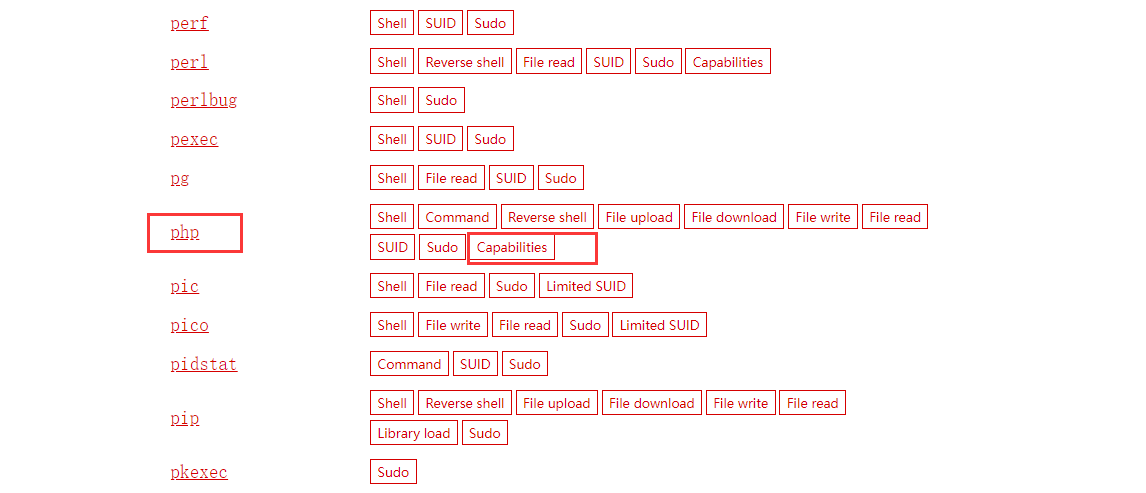 perf Shell SUID Sudo
perl Shell Reverse shell File read SUID Sudo Capabilities
perlbug Shell Sudo
pexec Shell SUID Sudo
pg Shell File read SUID Sudo
php Shell Command Reverse shell File upload File download File write File read
SUID Sudo Capabilities
pic Shell File read Sudo Limited SUID
pico Shell File write File read Sudo Limited SUID
pidstat Command SUID Sudo
pip Shell Reverse shell File upload File download File write File read
Library load Sudo
pkexec Sudo